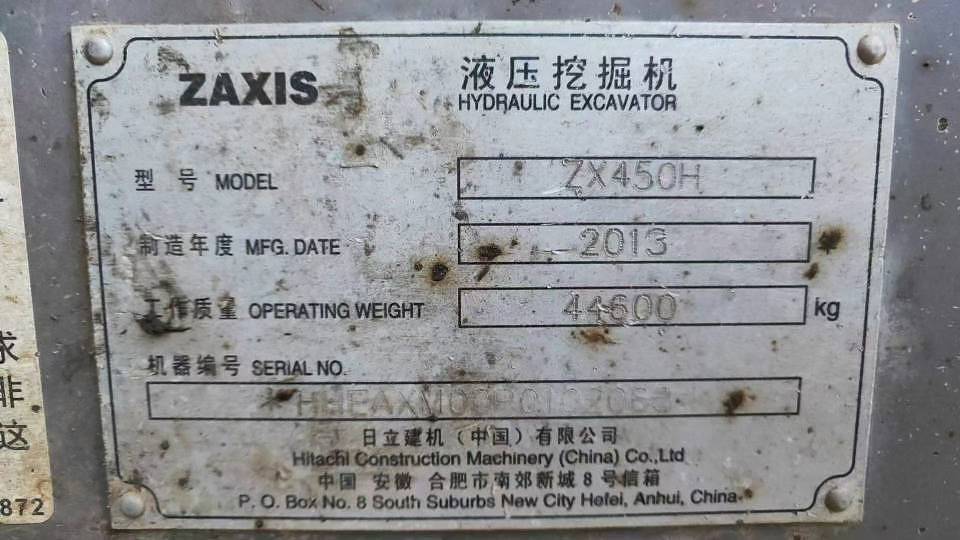 ZAXIS 液压挖掘机
HYDRAULIC EXCAVATOR
型 号 MODEL ZX450H
制造年度 MFG. DATE 2013
工作质量 OPERATING WEIGHT 44600 kg
机器编号 SERIAL NO.
日立建机（中国）有限公司
Hitachi Construction Machinery (China) Co.,Ltd
中国 安徽 合肥市南郊新城 8 号信箱
P. O. Box No. 8 South Suburbs New City Hefei, Anhui, China
求
非
这
872